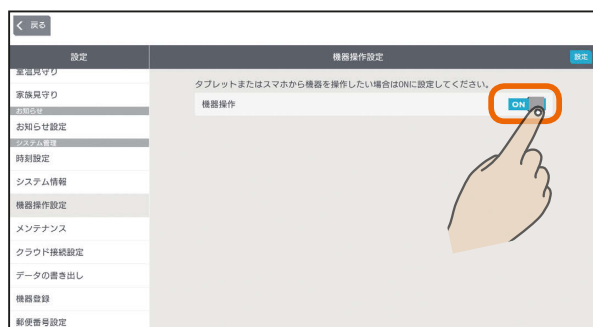 戻る
設定
機器操作設定
設定
室温見守り
家族見守り
お知らせ
お知らせ設定
システム管理
時刻設定
システム情報
機器操作設定
メンテナンス
クラウド接続設定
データの書き出し
機器登録
郵便番号設定
タブレットまたはスマホから機器を操作したい場合はONに設定してください。
機器操作
ON